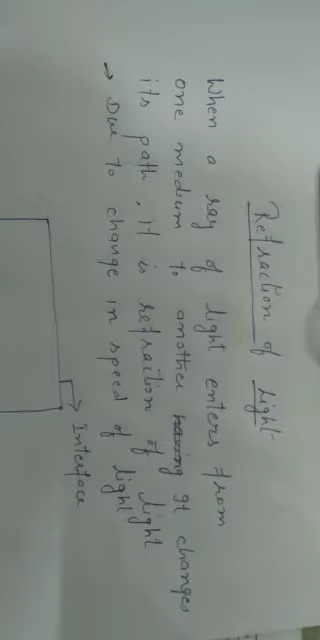 Refraction of light
When a ray of light enters from
one medium to another having It changes
its path, it is refraction of light
→ Due to change in speed of light
Interface